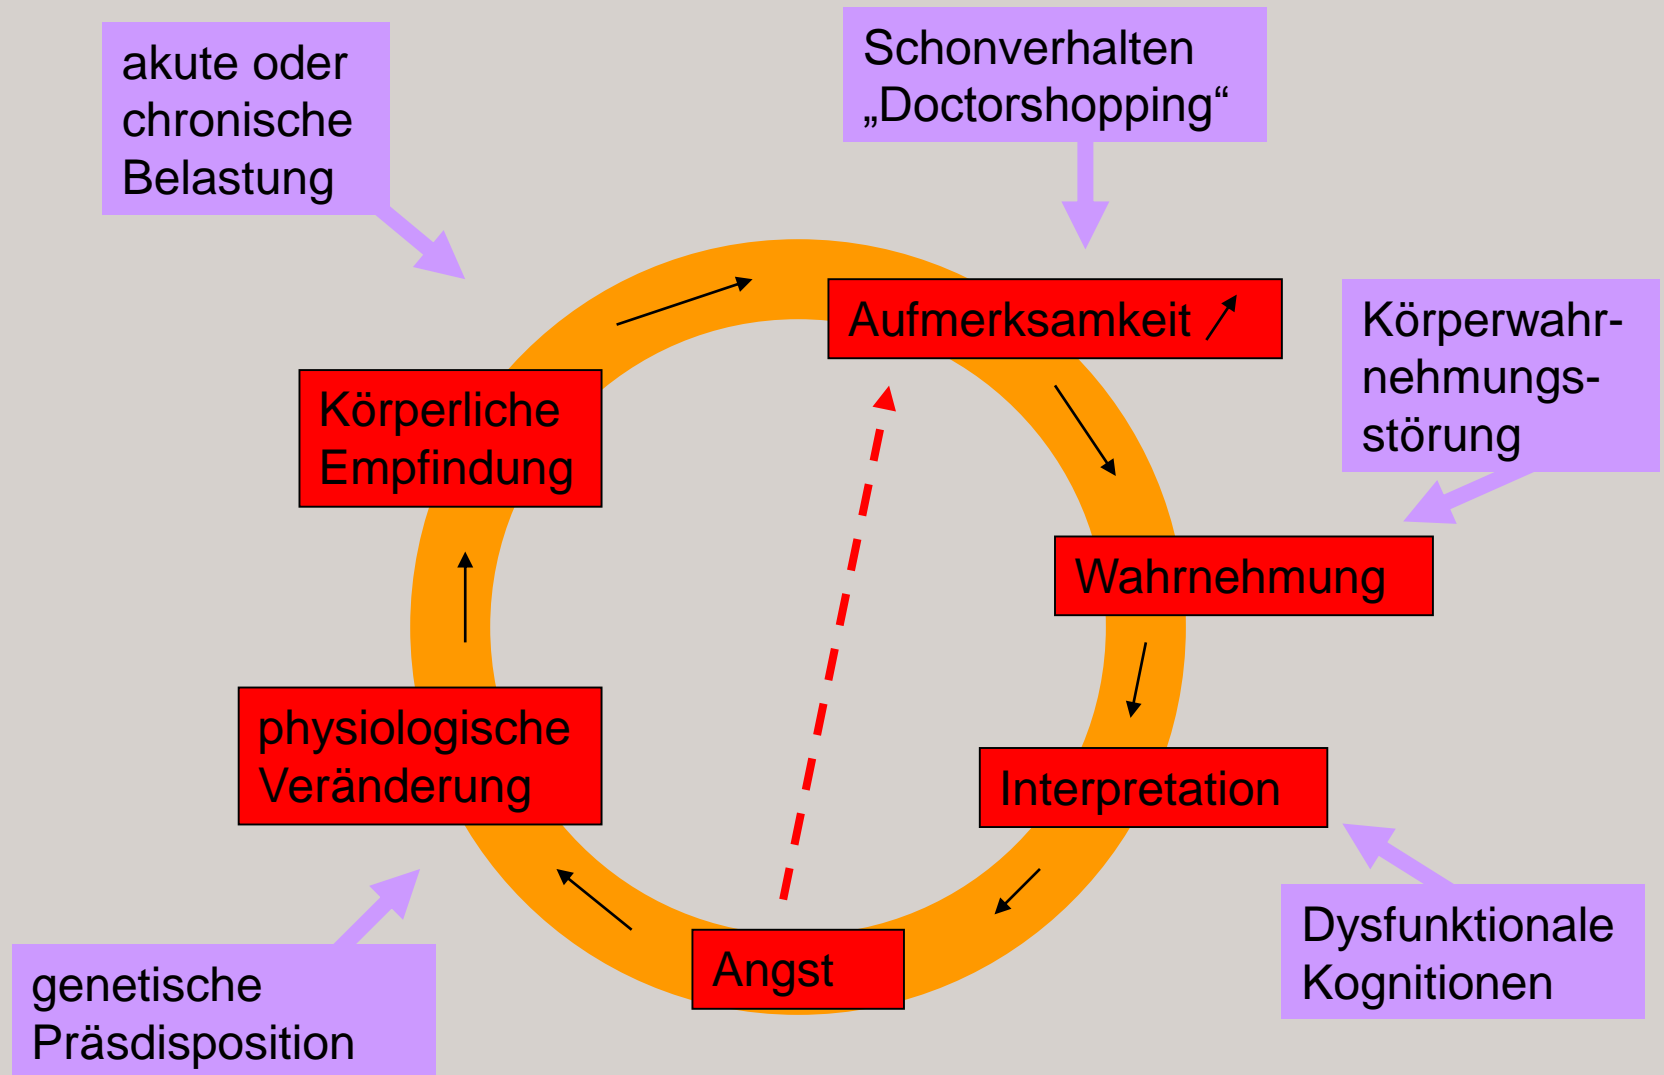 akute oder
chronische
Belastung
Schonverhalten
„Doctorshopping“
Aufmerksamkeit
Körperwahr-
nehmungs-
störung
Körperliche
Empfindung
Wahrnehmung
physiologische
Veränderung
Interpretation
Angst
Dysfunktionale
Kognitionen
genetische
Präsdisposition